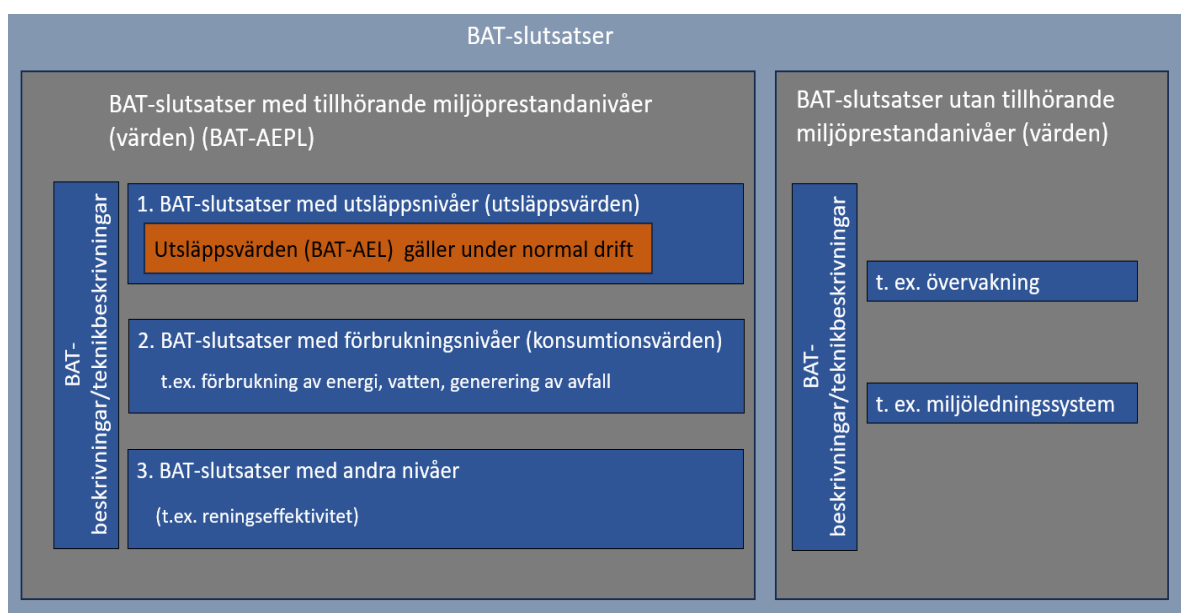 BAT-slutsatser
BAT-slutsatser med tillhörande miljöprestandanivåer
(värden) (BAT-AEPL)
BAT-
beskrivningar/teknikbeskrivningar
1. BAT-slutsatser med utsläppsnivåer (utsläppsvärden)
Utsläppsvärden (BAT-AEL)  gäller under normal drift
2. BAT-slutsatser med förbrukningsnivåer (konsumtionsvärden)
t.ex. förbrukning av energi, vatten, generering av avfall
3. BAT-slutsatser med andra nivåer
(t.ex. reningseffektivitet)
BAT-slutsatser utan tillhörande
miljöprestandanivåer (värden)
BAT-
beskrivningar/teknikbeskrivningar
t. ex. övervakning
t. ex. miljöledningssystem